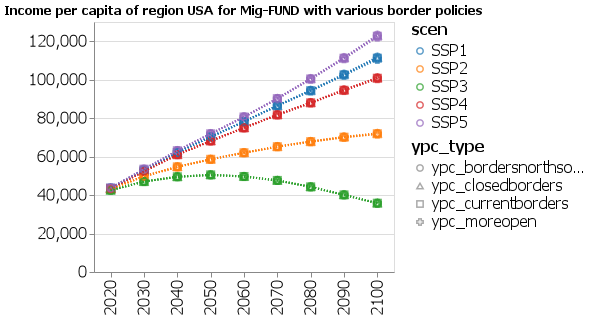 Income per capita of region USA for Mig-FUND with various border policies
120,000
100,000
80,000
60,000
40,000
20,000
0
2020
2030
2040
2050
2060
2070
2080
2090
2100
scen
SSP1
SSP2
SSP3
SSP4
SSP5
ypc_type
ypc_bordersnorthso...
ypc_closedborders
ypc_currentborders
ypc_moreopen